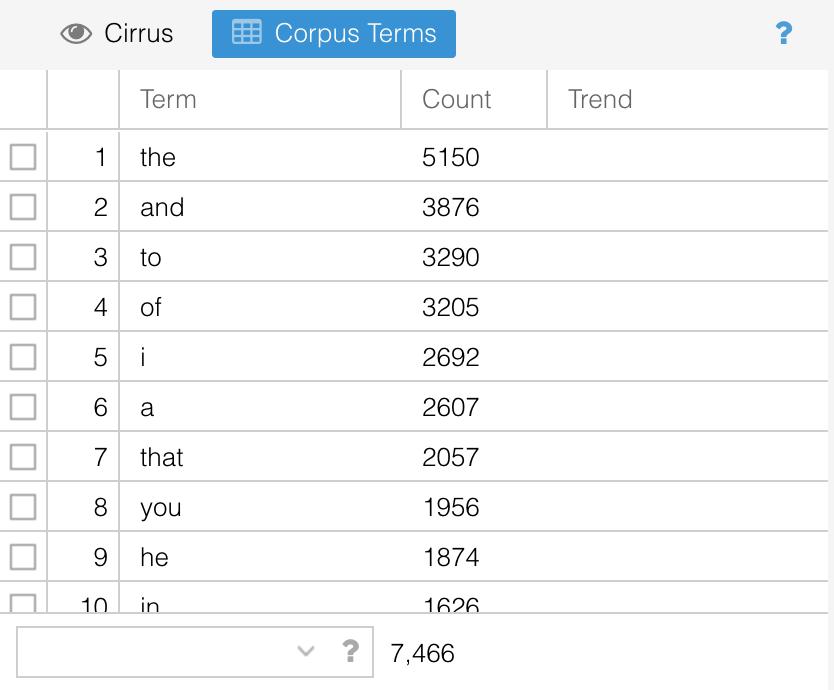 Cirrus Corpus Terms ?
Term Count Trend
1 the 5150
2 and 3876
3 to 3290
4 of 3205
5 i 2692
6 a 2607
7 that 2057
8 you 1956
9 he 1874
10 in 1626
? 7,466